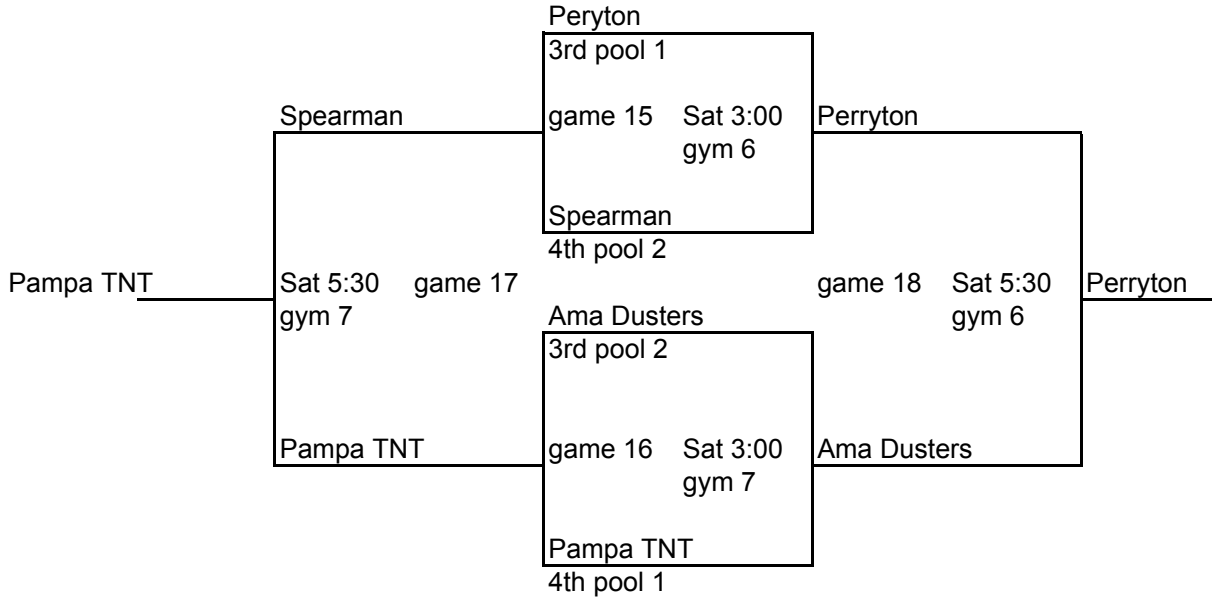 Peryton
3rd pool 1
Spearman
game 15 Sat 3:00 Perryton
gym 6
Spearman
4th pool 2
Pampa TNT Sat 5:30 game 17 game 18 Sat 5:30 Perryton
gym 7 gym 6
Ama Dusters
3rd pool 2
Pampa TNT game 16 Sat 3:00 Ama Dusters
gym 7
Pampa TNT
4th pool 1